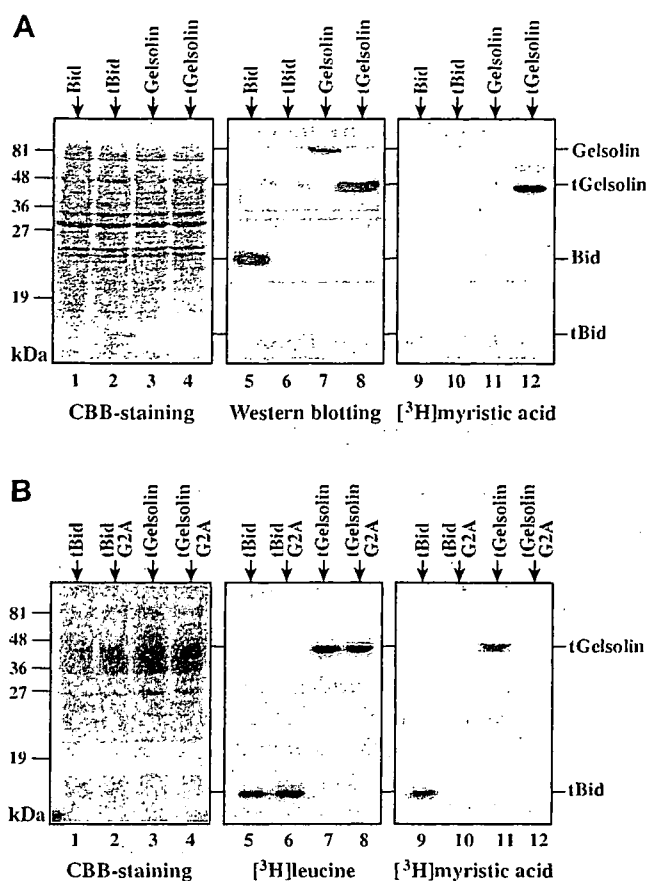 A
Bid tBid Gelsolin tGelsolin Bid tBid Gelsolin tGelsolin Bid tBid Gelsolin tGelsolin
81 Gelsolin
48 tGelsolin
36
27
Bid
19
tBid
kDa
1 2 3 4 5 6 7 8 9 10 11 12
CBB-staining Western blotting [³H]myristic acid
B
tBid tBid G2A tGelsolin tGelsolin G2A tBid tBid G2A tGelsolin tGelsolin G2A tBid tBid G2A tGelsolin tGelsolin G2A
81
48 tGelsolin
36
27
19
tBid
kDa
1 2 3 4 5 6 7 8 9 10 11 12
CBB-staining [³H]leucine [³H]myristic acid